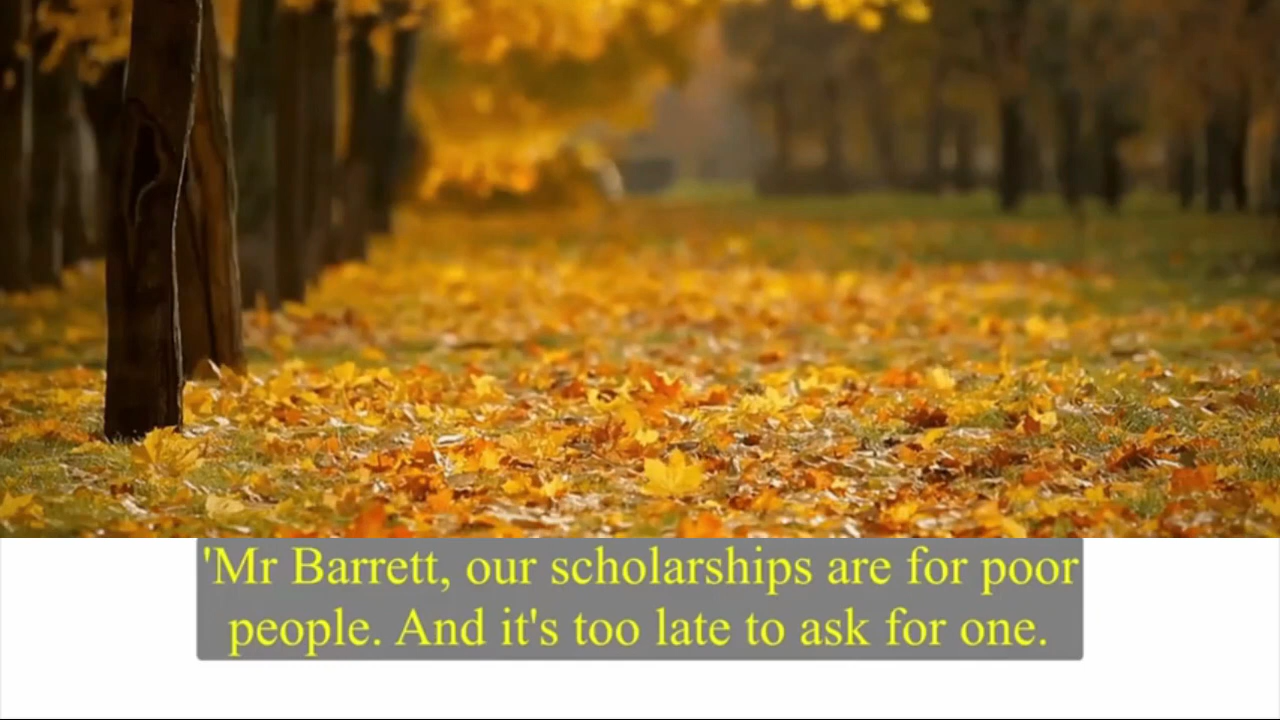 'Mr Barrett, our scholarships are for poor
people. And it's too late to ask for one.